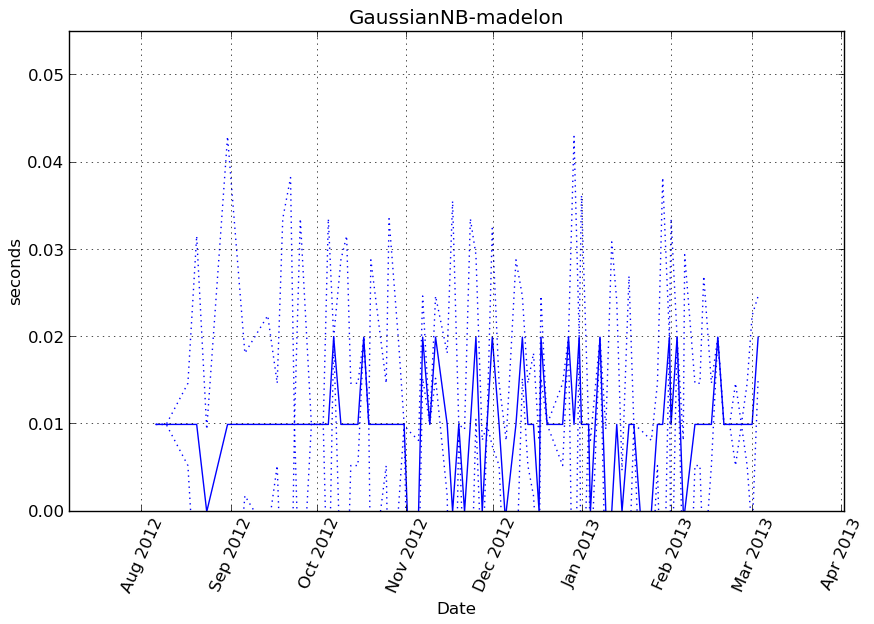 GaussianNB-madelon
0.05
0.04
0.03
0.02
0.01
0.00
seconds
Aug 2012
Sep 2012
Oct 2012
Nov 2012
Dec 2012
Jan 2013
Feb 2013
Mar 2013
Apr 2013
Date